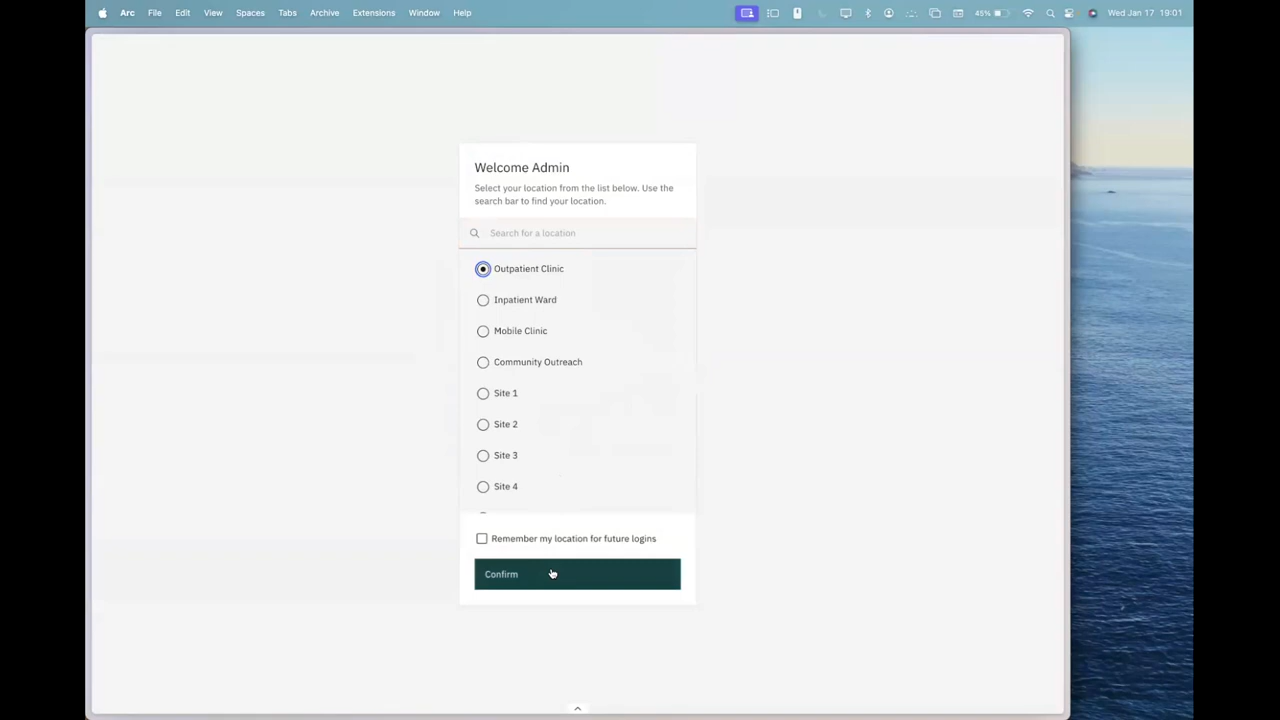 Arc File Edit View Spaces Tabs Archive Extensions Window Help 45% Wed Jan 17 19:01
Welcome Admin
Select your location from the list below. Use the
search bar to find your location.
Search for a location
Outpatient Clinic
Inpatient Ward
Mobile Clinic
Community Outreach
Site 1
Site 2
Site 3
Site 4
Remember my location for future logins
Confirm